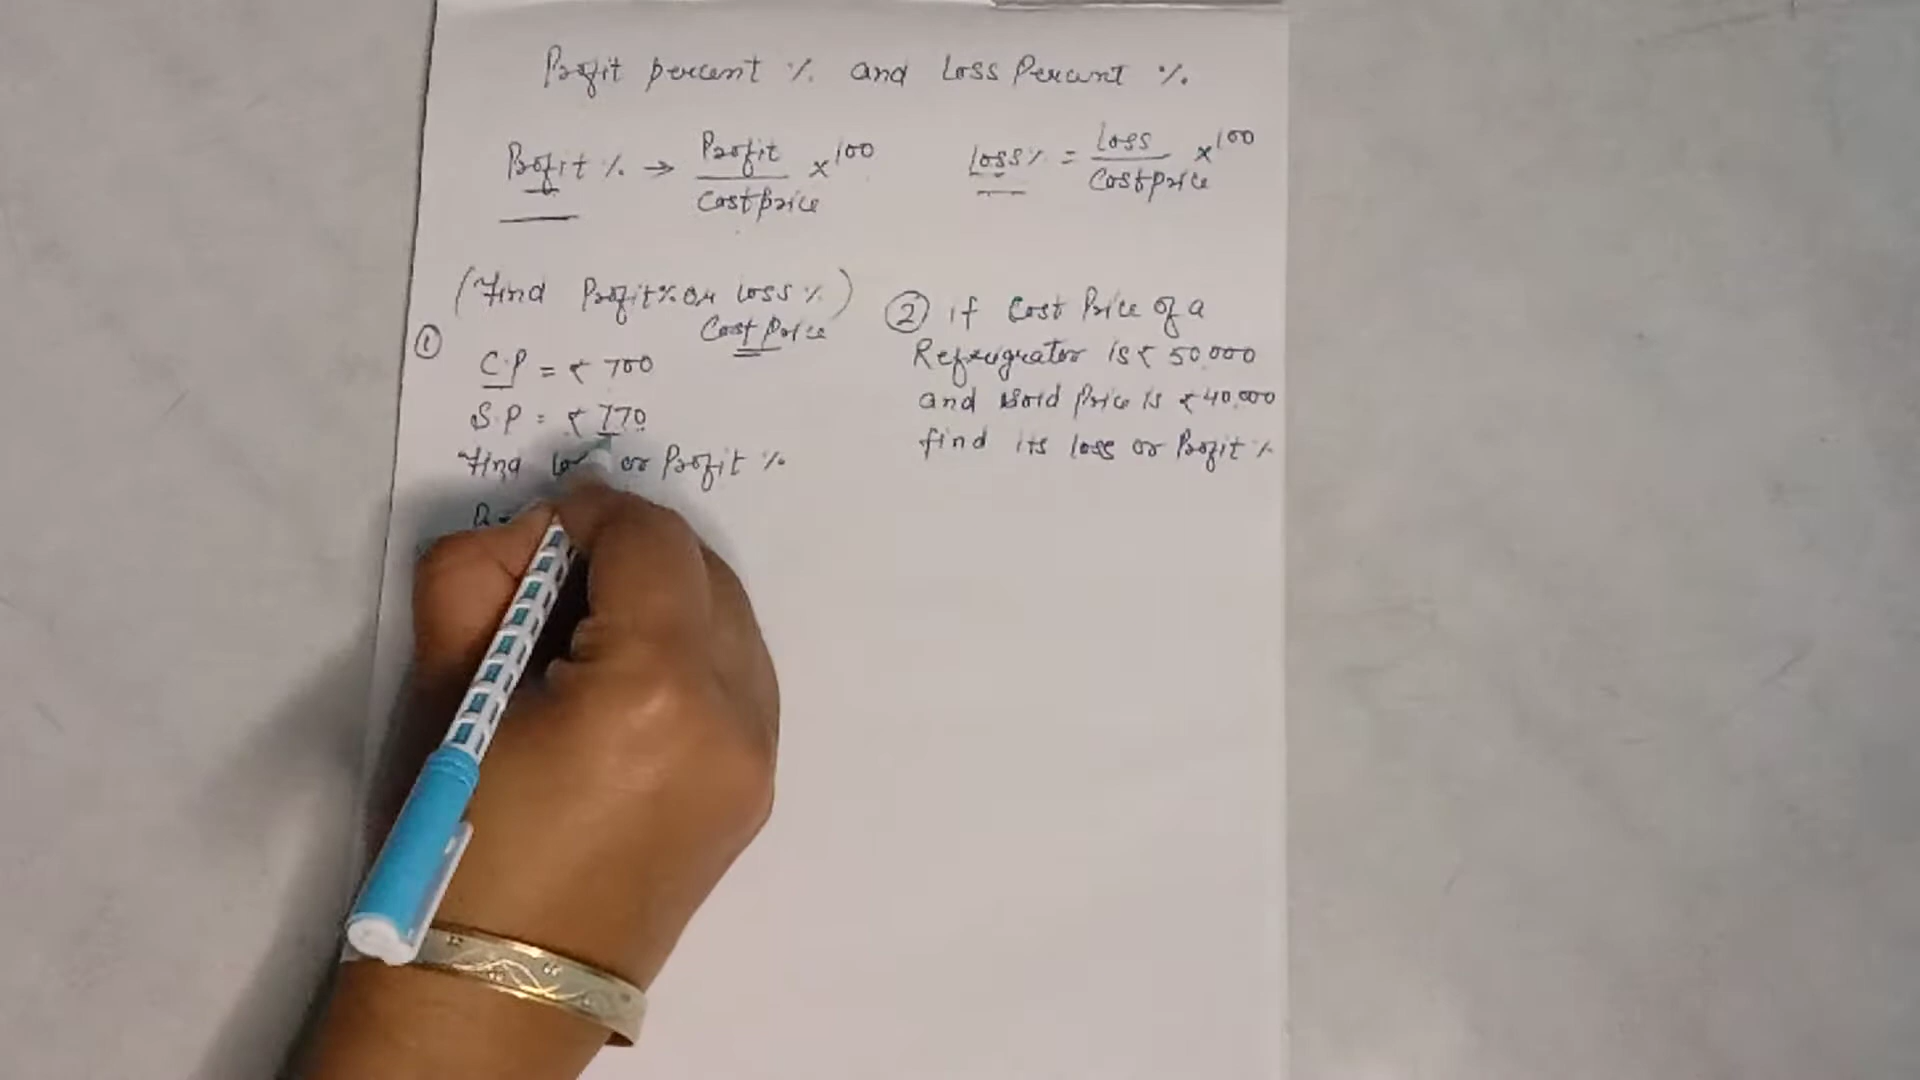 Profit percent % and Loss Percent %
Profit % → Profit / Cost price × 100
Loss % = Loss / Cost price × 100
(Find Profit % or Loss %)
Cost Price
① C.P = ₹ 700
S.P = ₹ 770
Find loss or Profit %
② if Cost Price of a
Refrigrator is ₹ 50,000
and sold price is ₹ 40,000
find its loss or Profit %